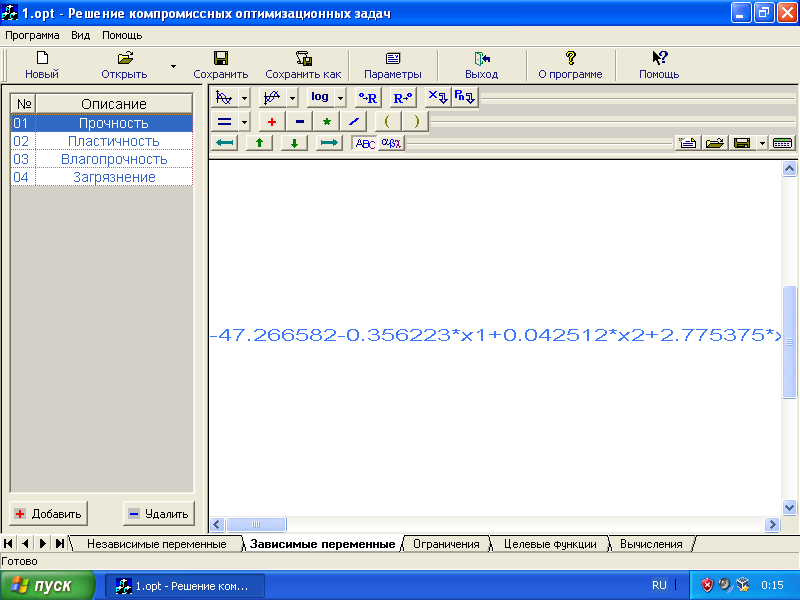 1.opt - Решение компромиссных оптимизационных задач
Программа Вид Помощь
Новый Открыть Сохранить Сохранить как Параметры Выход О программе Помощь
№ Описание
01 Прочность
02 Пластичность
03 Влагопрочность
04 Загрязнение
log →R R→ X Pn
= + - * / ( )
ABC αβχ
-47.266582-0.356223*x1+0.042512*x2+2.775375*x
Добавить Удалить
Независимые переменные Зависимые переменные Ограничения Целевые функции Вычисления
Готово
пуск 1.opt - Решение ком... RU 0:15